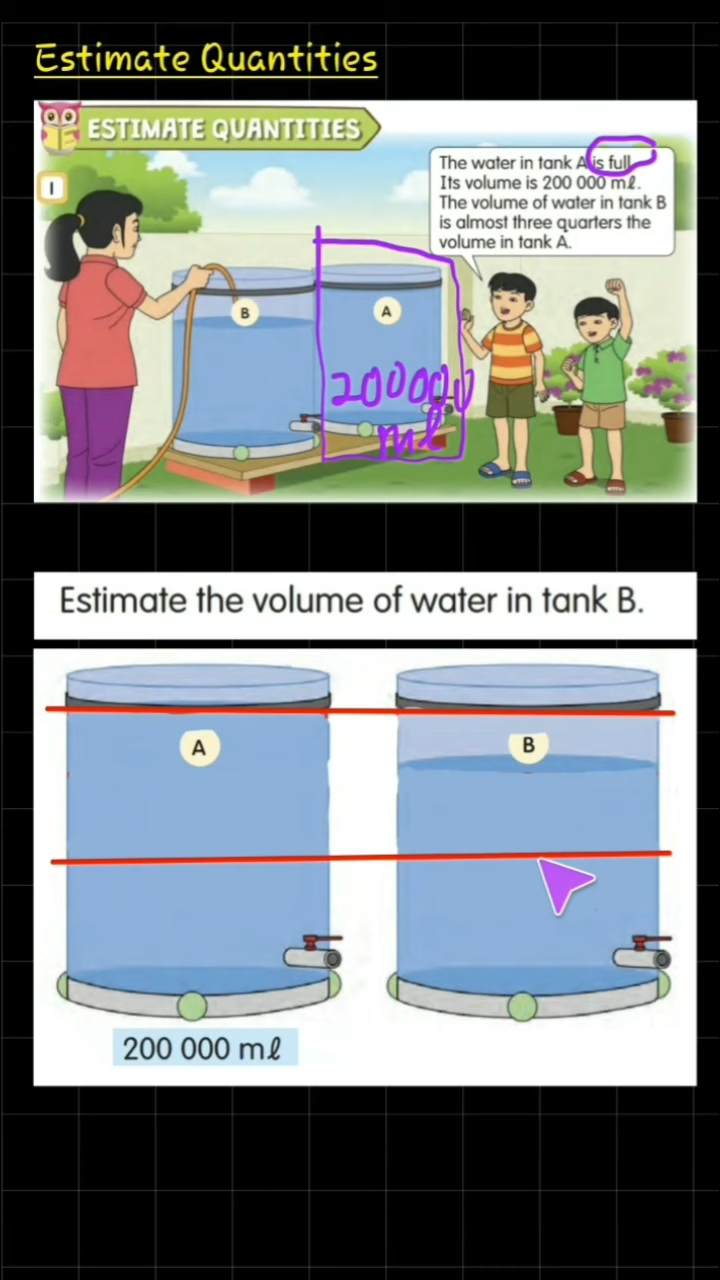 Estimate Quantities
ESTIMATE QUANTITIES
1
The water in tank A is full.
Its volume is 200 000 mℓ.
The volume of water in tank B
is almost three quarters the
volume in tank A.
B
A
200000
ml
Estimate the volume of water in tank B.
A
B
200 000 mℓ